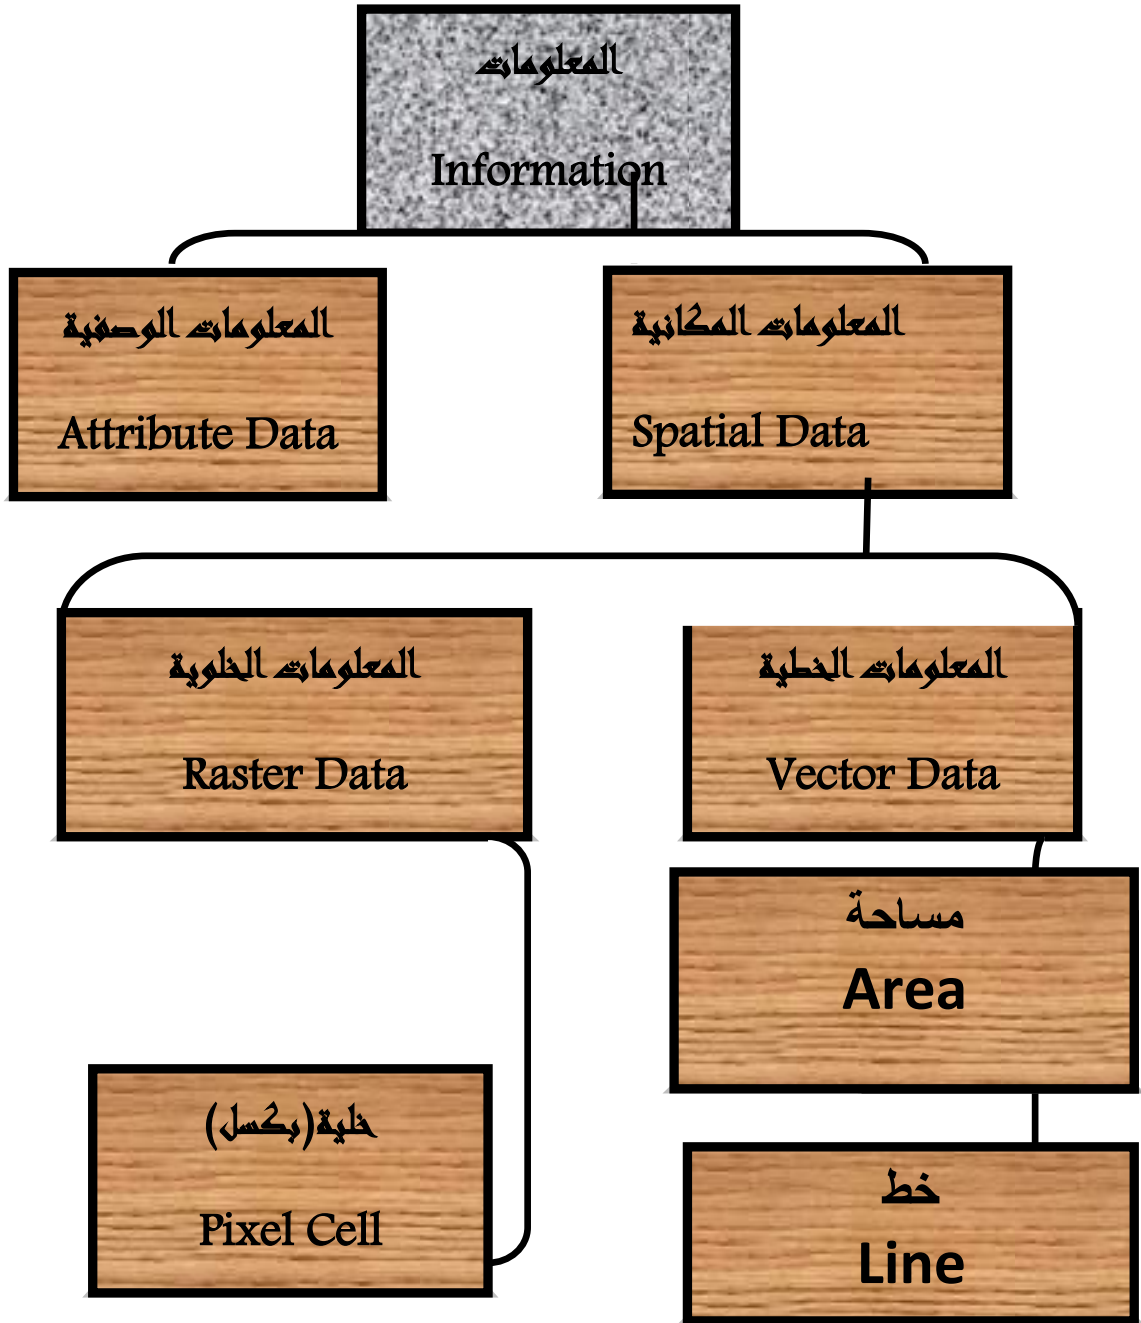 المعلومات
Information
المعلومات الوصفية
Attribute Data
المعلومات المكانية
Spatial Data
المعلومات الخلوية
Raster Data
المعلومات الخطية
Vector Data
مساحة
Area
خلية(بكسل)
Pixel Cell
خط
Line